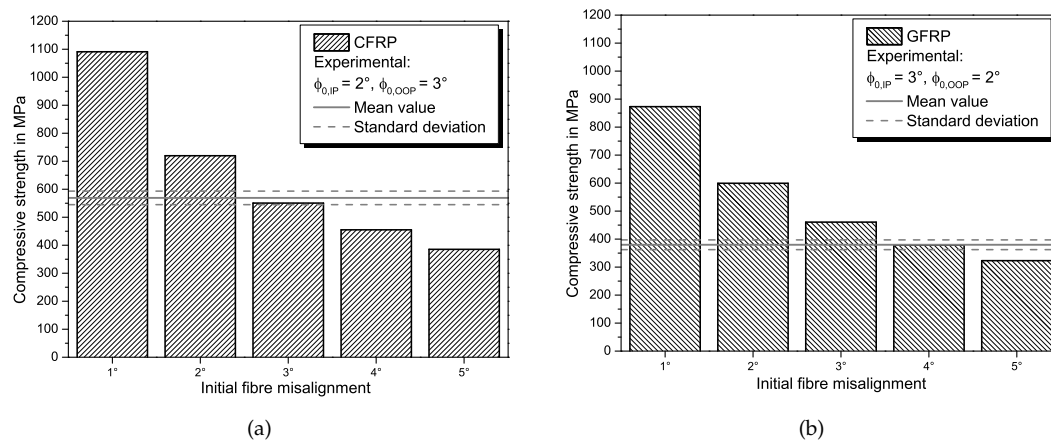 1200
1100
1000
900
800
700
600
500
400
300
200
100
0
Compressive strength in MPa
CFRP
Experimental:
ϕ0,IP = 2°, ϕ0,OOP = 3°
Mean value
Standard deviation
1° 2° 3° 4° 5°
Initial fibre misalignment
(a)
1200
1100
1000
900
800
700
600
500
400
300
200
100
0
Compressive strength in MPa
GFRP
Experimental:
ϕ0,IP = 3°, ϕ0,OOP = 2°
Mean value
Standard deviation
1° 2° 3° 4° 5°
Initial fibre misalignment
(b)